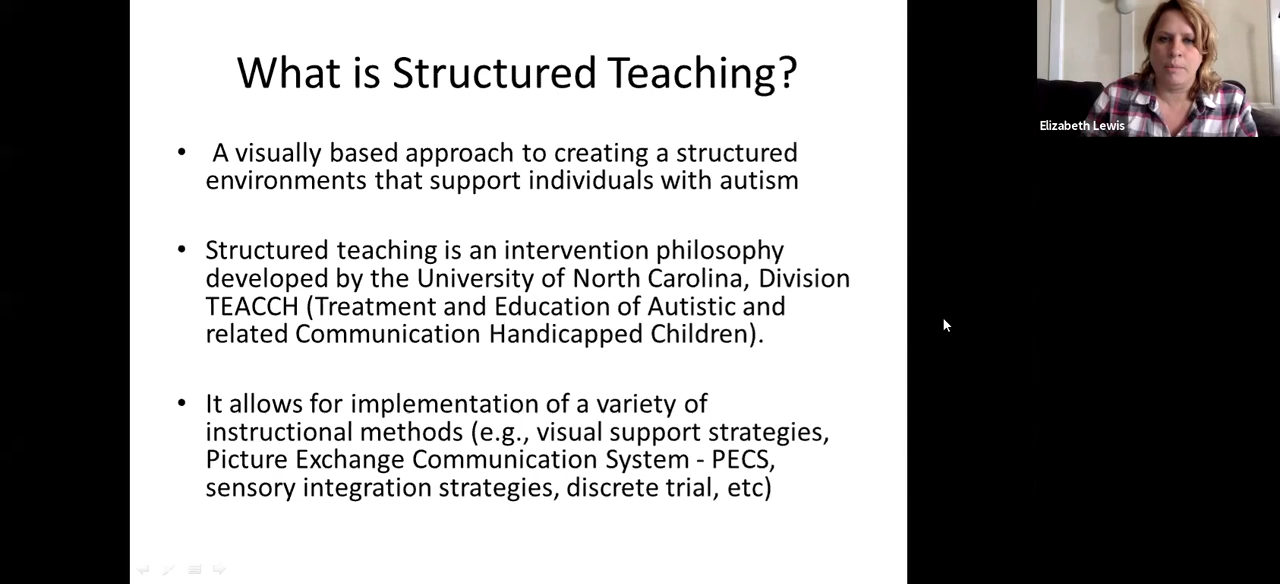 What is Structured Teaching?
• A visually based approach to creating a structured
environments that support individuals with autism
• Structured teaching is an intervention philosophy
developed by the University of North Carolina, Division
TEACCH (Treatment and Education of Autistic and
related Communication Handicapped Children).
• It allows for implementation of a variety of
instructional methods (e.g., visual support strategies,
Picture Exchange Communication System - PECS,
sensory integration strategies, discrete trial, etc)
Elizabeth Lewis